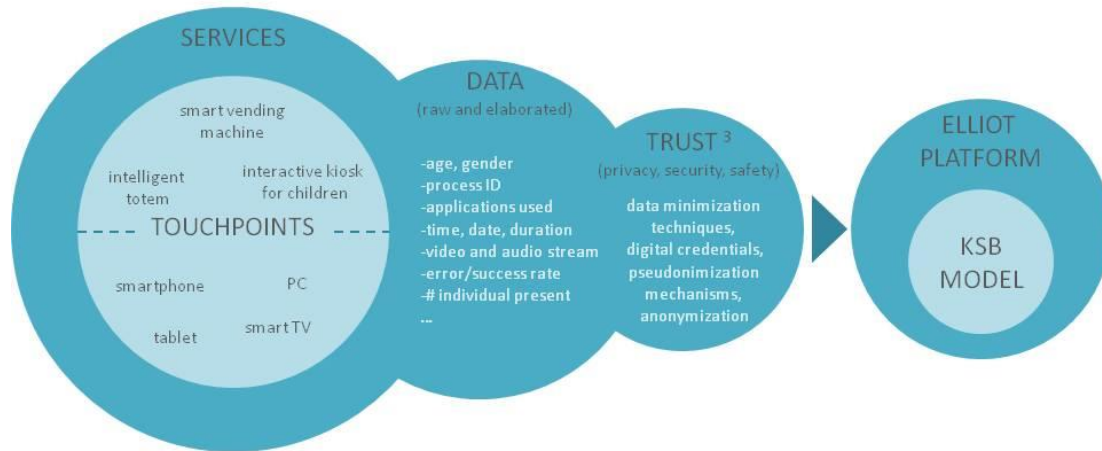 SERVICES
smart vending
machine
intelligent
totem
interactive kiosk
for children
TOUCHPOINTS
smartphone
PC
tablet
smart TV
DATA
(raw and elaborated)
-age, gender
-process ID
-applications used
-time, date, duration
-video and audio stream
-error/success rate
-# individual present
...
TRUST ³
(privacy, security, safety)
data minimization
techniques,
digital credentials,
pseudonimization
mechanisms,
anonymization
ELLIOT
PLATFORM
KSB
MODEL